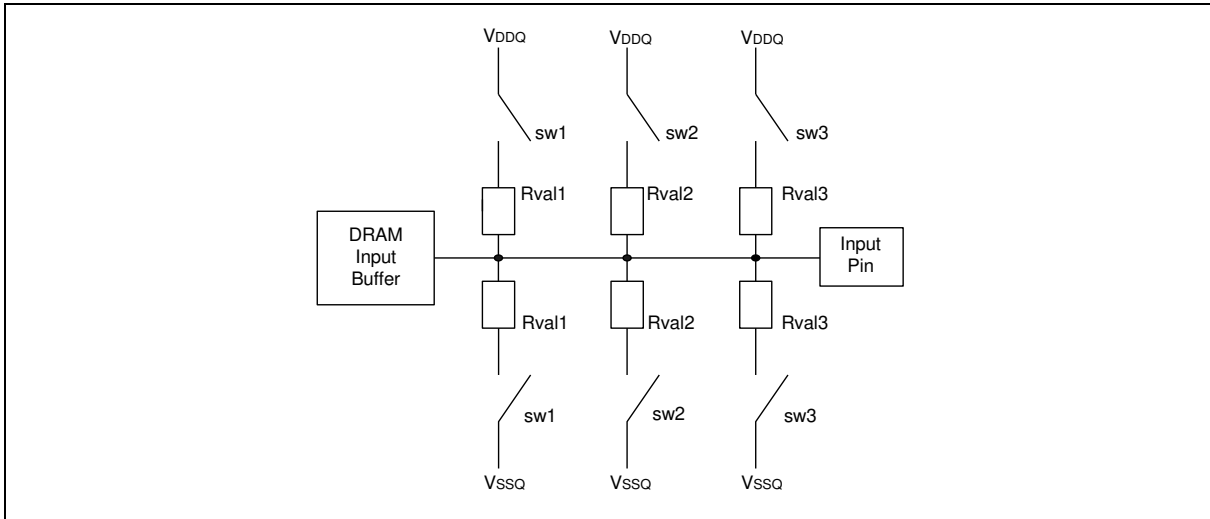 VDDQ VDDQ VDDQ
sw1 sw2 sw3
Rval1 Rval2 Rval3
DRAM
Input
Buffer
Input
Pin
Rval1 Rval2 Rval3
sw1 sw2 sw3
VSSQ VSSQ VSSQ